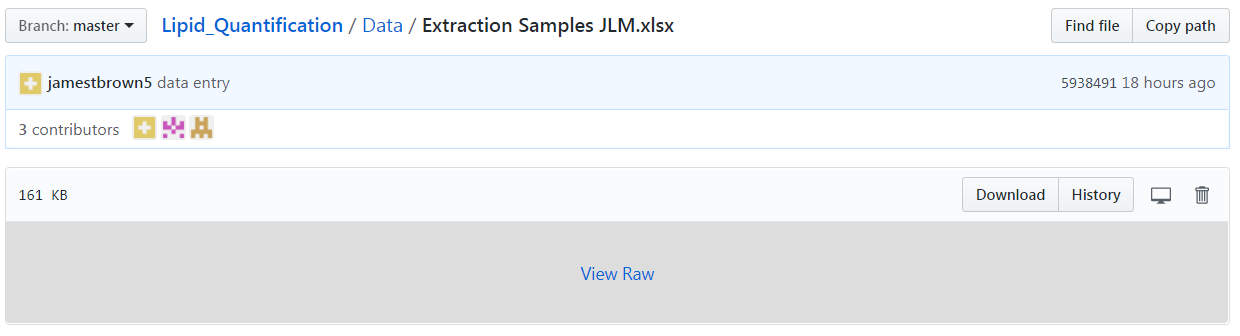 Branch: master Lipid_Quantification / Data / Extraction Samples JLM.xlsx Find file Copy path
jamestbrown5 data entry 5938491 18 hours ago
3 contributors
161 KB Download History
View Raw